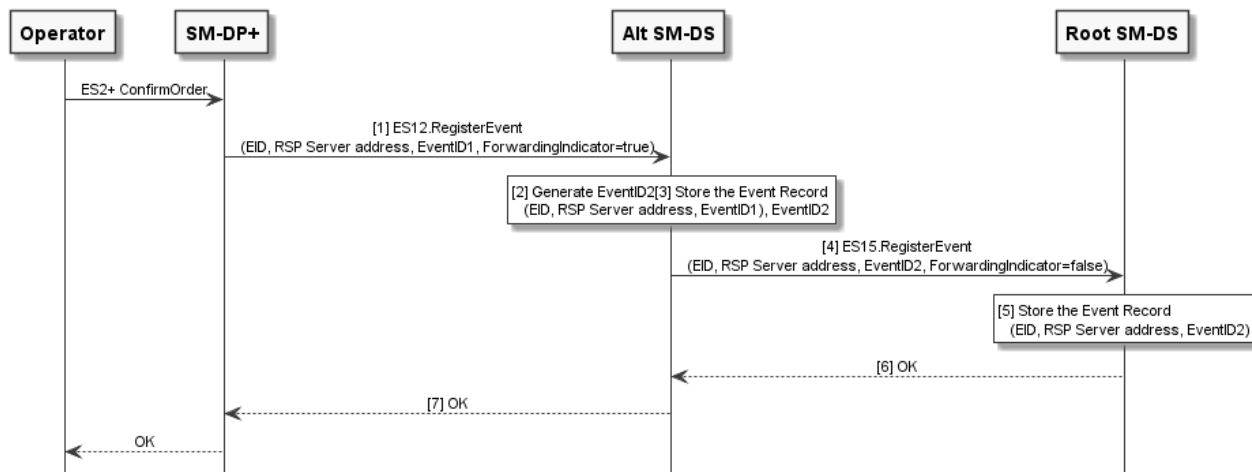 Operator
SM-DP+
Alt SM-DS
Root SM-DS
ES2+ ConfirmOrder
[1] ES12.RegisterEvent
(EID, RSP Server address, EventID1, ForwardingIndicator=true)
[2] Generate EventID2[3] Store the Event Record
(EID, RSP Server address, EventID1), EventID2
[4] ES15.RegisterEvent
(EID, RSP Server address, EventID2, ForwardingIndicator=false)
[5] Store the Event Record
(EID, RSP Server address, EventID2)
[6] OK
[7] OK
OK